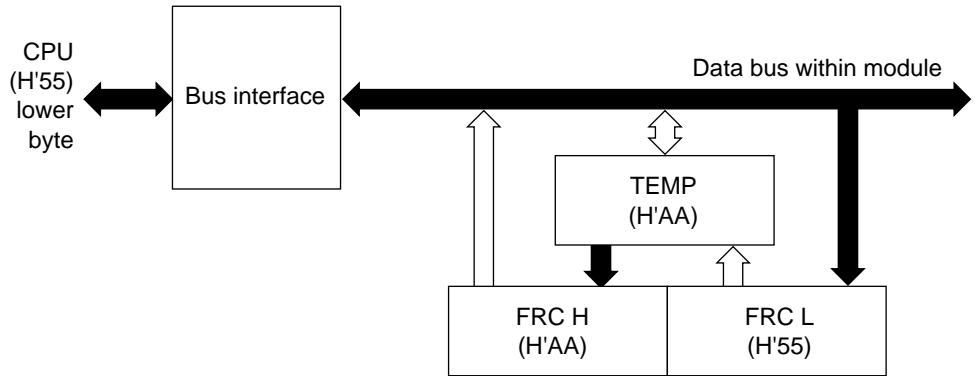 CPU
(H'55)
lower
byte
Bus interface
Data bus within module
TEMP
(H'AA)
FRC H
(H'AA)
FRC L
(H'55)